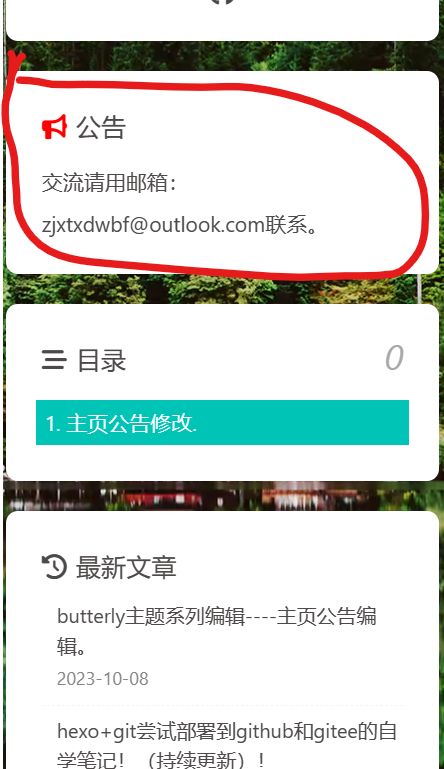 公告
交流请用邮箱：
zjxtxdwbf@outlook.com联系。
目录 0
1. 主页公告修改.
最新文章
butterly主题系列编辑----主页公告编
辑。
2023-10-08
hexo+git尝试部署到github和gitee的自
学笔记！（持续更新）！